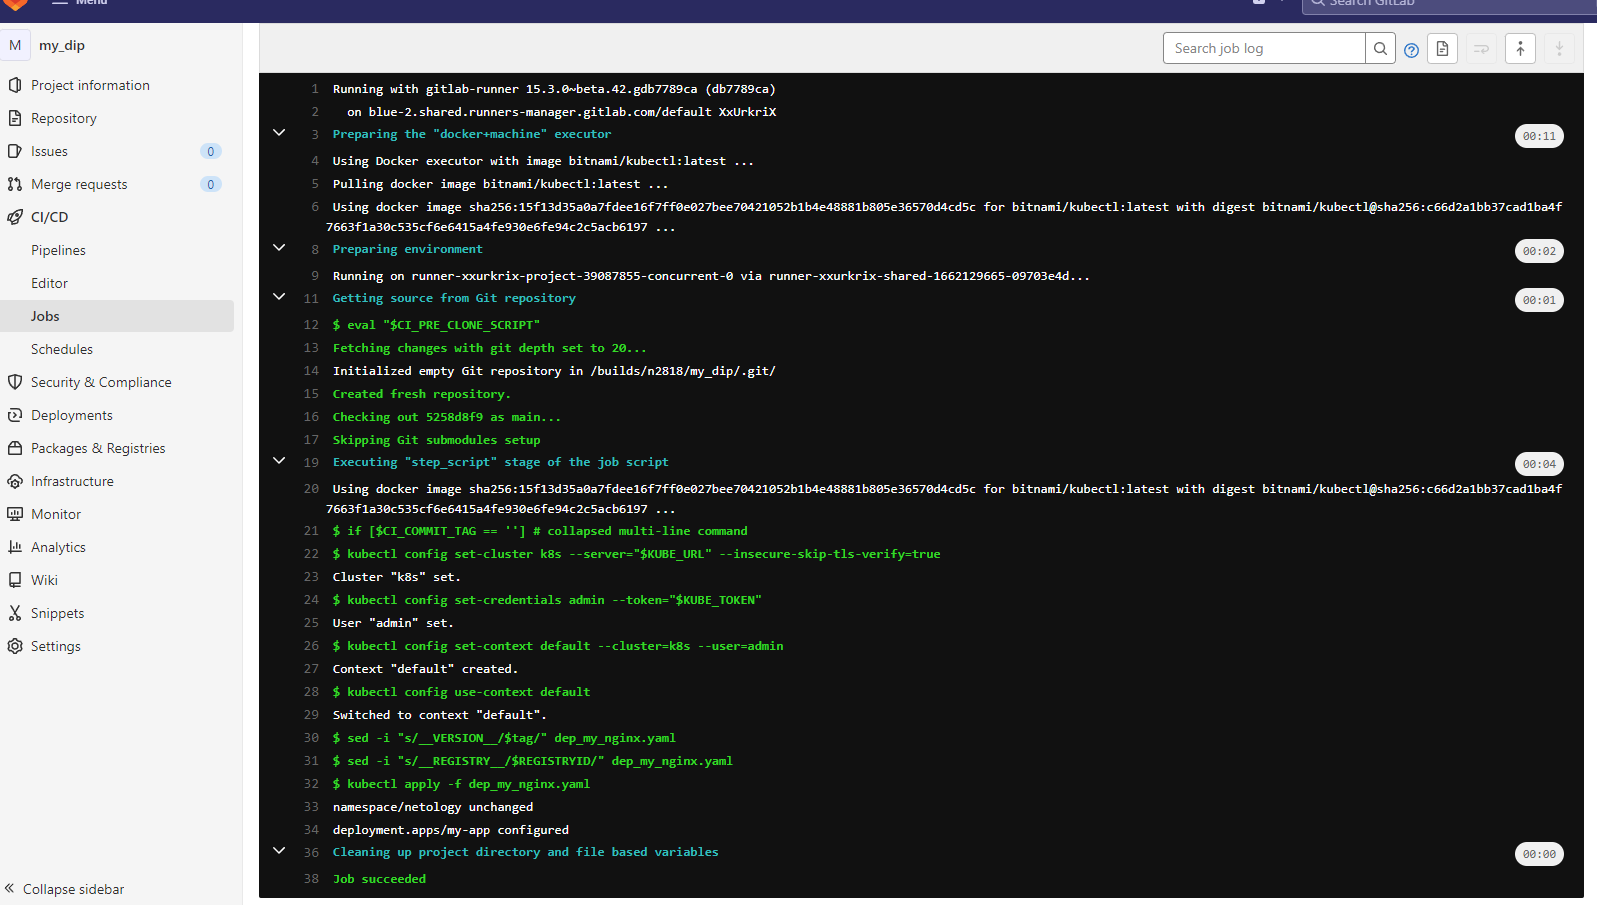 Menu
Search GitLab
M my_dip
Project information
Repository
Issues 0
Merge requests 0
CI/CD
Pipelines
Editor
Jobs
Schedules
Security & Compliance
Deployments
Packages & Registries
Infrastructure
Monitor
Analytics
Wiki
Snippets
Settings
Collapse sidebar
Search job log
1 Running with gitlab-runner 15.3.0~beta.42.gdb7789ca (db7789ca)
2 on blue-2.shared.runners-manager.gitlab.com/default XxUrkriX
3 Preparing the "docker+machine" executor 00:11
4 Using Docker executor with image bitnami/kubectl:latest ...
5 Pulling docker image bitnami/kubectl:latest ...
6 Using docker image sha256:15f13d35a0a7fdee16f7ff0e027bee70421052b1b4e48881b805e36570d4cd5c for bitnami/kubectl:latest with digest bitnami/kubectl@sha256:c66d2a1bb37cad1ba4f
7663f1a30c535cf6e6415a4fe930e6fe94c2c5acb6197 ...
8 Preparing environment 00:02
9 Running on runner-xxurkrix-project-39087855-concurrent-0 via runner-xxurkrix-shared-1662129665-09703e4d...
11 Getting source from Git repository 00:01
12 $ eval "$CI_PRE_CLONE_SCRIPT"
13 Fetching changes with git depth set to 20...
14 Initialized empty Git repository in /builds/n2818/my_dip/.git/
15 Created fresh repository.
16 Checking out 5258d8f9 as main...
17 Skipping Git submodules setup
19 Executing "step_script" stage of the job script 00:04
20 Using docker image sha256:15f13d35a0a7fdee16f7ff0e027bee70421052b1b4e48881b805e36570d4cd5c for bitnami/kubectl:latest with digest bitnami/kubectl@sha256:c66d2a1bb37cad1ba4f
7663f1a30c535cf6e6415a4fe930e6fe94c2c5acb6197 ...
21 $ if [$CI_COMMIT_TAG == ''] # collapsed multi-line command
22 $ kubectl config set-cluster k8s --server="$KUBE_URL" --insecure-skip-tls-verify=true
23 Cluster "k8s" set.
24 $ kubectl config set-credentials admin --token="$KUBE_TOKEN"
25 User "admin" set.
26 $ kubectl config set-context default --cluster=k8s --user=admin
27 Context "default" created.
28 $ kubectl config use-context default
29 Switched to context "default".
30 $ sed -i "s/__VERSION__/$tag/" dep_my_nginx.yaml
31 $ sed -i "s/__REGISTRY__/$REGISTRYID/" dep_my_nginx.yaml
32 $ kubectl apply -f dep_my_nginx.yaml
33 namespace/netology unchanged
34 deployment.apps/my-app configured
36 Cleaning up project directory and file based variables 00:00
38 Job succeeded